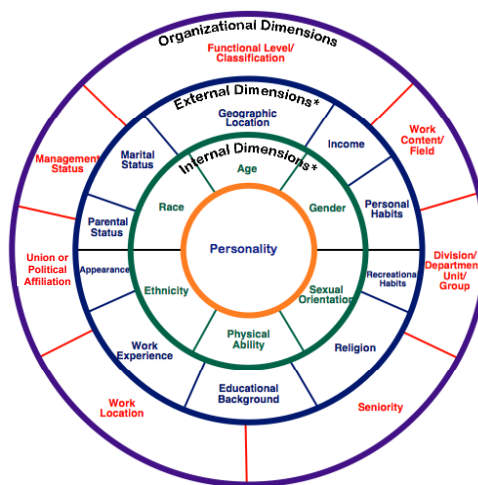 Organizational Dimensions
Functional Level/
Classification
External Dimensions*
Geographic
Location
Income
Marital
Status
Internal Dimensions*
Age
Management
Status
Work
Content/
Field
Race
Gender
Personal
Habits
Parental
Status
Personality
Union or
Political
Affiliation
Appearance
Recreational
Habits
Division/
Department
Unit/
Group
Ethnicity
Sexual
Orientation
Physical
Ability
Work
Experience
Religion
Educational
Background
Work
Location
Seniority